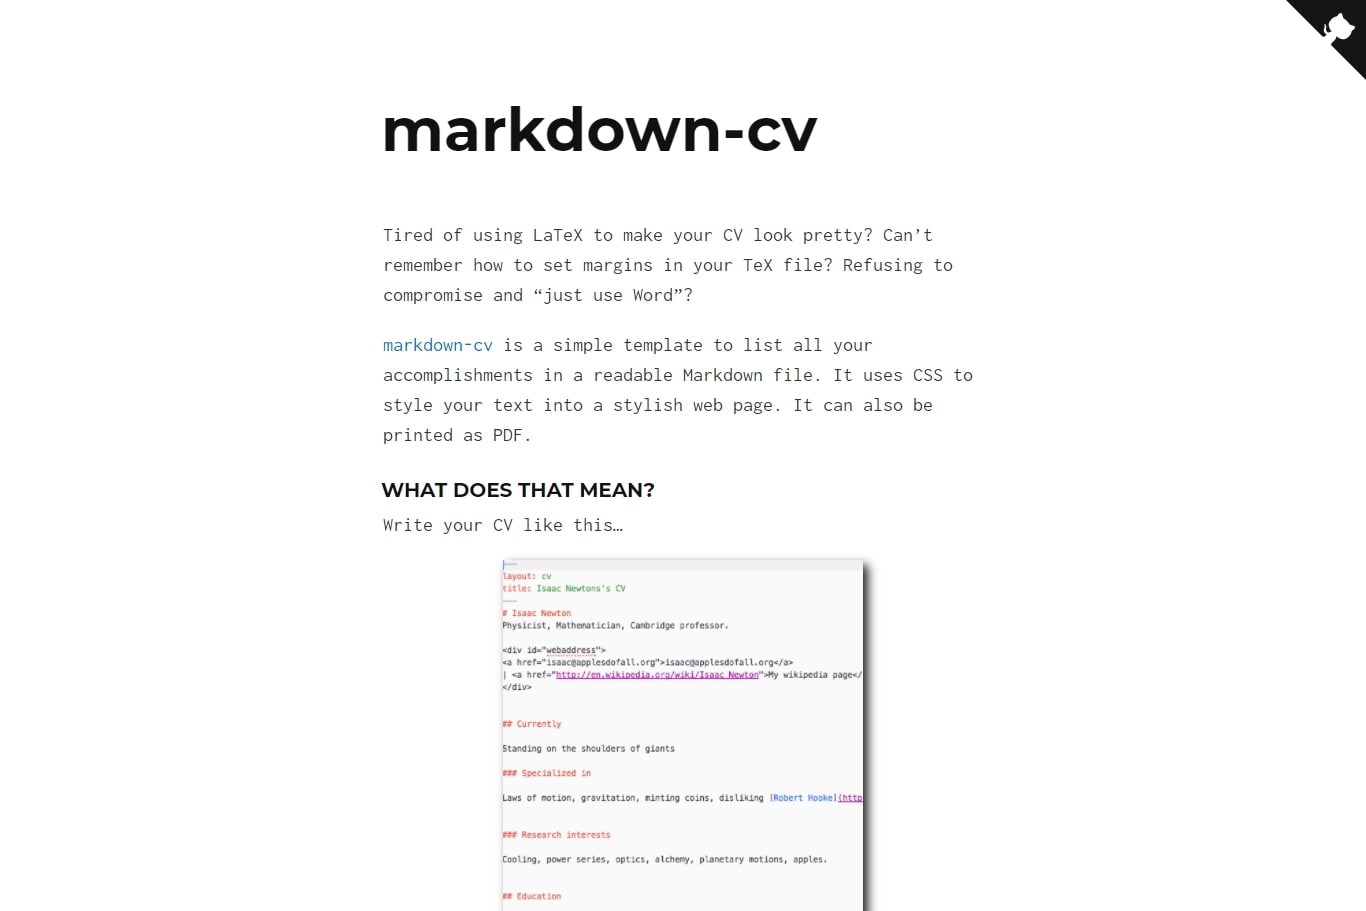 markdown-cv
Tired of using LaTeX to make your CV look pretty? Can’t
remember how to set margins in your TeX file? Refusing to
compromise and “just use Word”?
markdown-cv is a simple template to list all your
accomplishments in a readable Markdown file. It uses CSS to
style your text into a stylish web page. It can also be
printed as PDF.
WHAT DOES THAT MEAN?
Write your CV like this…
---
layout: cv
title: Isaac Newtons's CV
---
# Isaac Newton
Physicist, Mathematician, Cambridge professor.
<div id="webaddress">
<a href="isaac@applesdofall.org">isaac@applesdofall.org</a>
| <a href="http://en.wikipedia.org/wiki/Isaac_Newton">My wikipedia page</
</div>
## Currently
Standing on the shoulders of giants
### Specialized in
Laws of motion, gravitation, minting coins, disliking [Robert Hooke](http
### Research interests
Cooling, power series, optics, alchemy, planetary motions, apples.
## Education